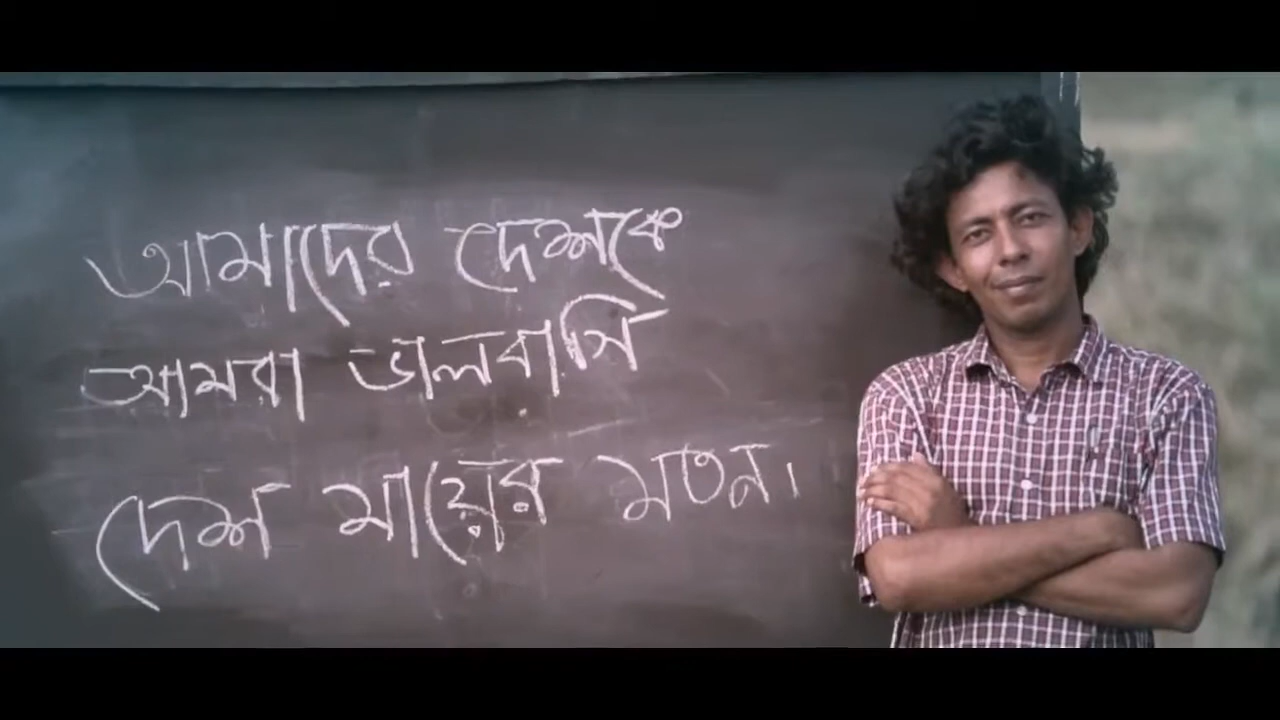 আমাদের দেশকে
আমরা ভালবাসি
দেশ মায়ের মতন।